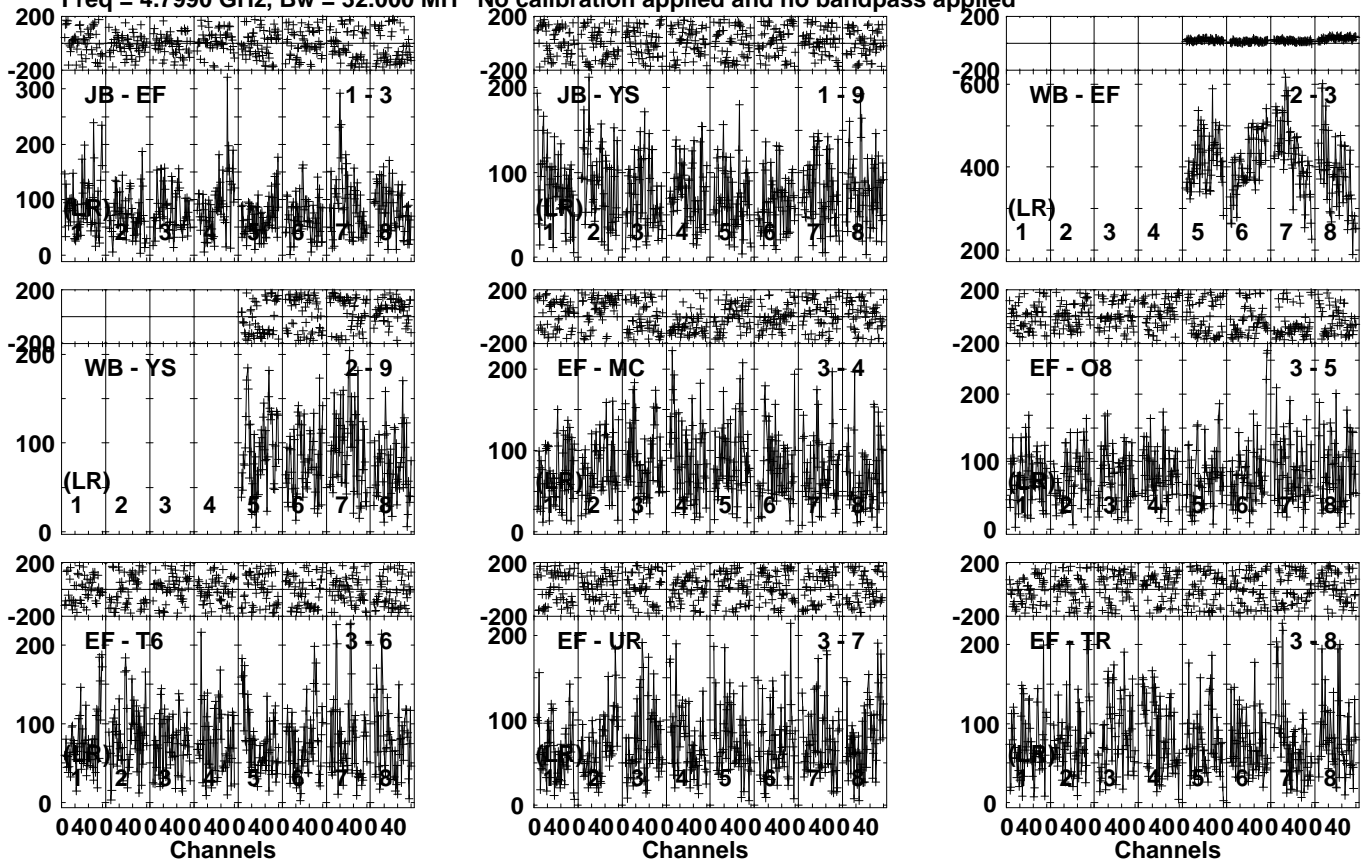 Freq = 4.7990 GHz, Bw = 32.000 MH No calibration applied and no bandpass applied
200
-200
300
200
100
0
JB - EF 1 - 3
(LR)
1 2 3 4 5 6 7 8
200
-200
200
100
0
JB - YS 1 - 9
(LR)
1 2 3 4 5 6 7 8
200
-200
600
400
200
WB - EF 2 - 3
(LR)
1 2 3 4 5 6 7 8
200
-200
200
100
0
WB - YS 2 - 9
(LR)
1 2 3 4 5 6 7 8
200
-200
200
100
0
EF - MC 3 - 4
(LR)
1 2 3 4 5 6 7 8
200
-200
200
100
0
EF - O8 3 - 5
(LR)
1 2 3 4 5 6 7 8
200
-200
200
100
0
EF - T6 3 - 6
(LR)
1 2 3 4 5 6 7 8
200
-200
200
100
0
EF - UR 3 - 7
(LR)
1 2 3 4 5 6 7 8
200
-200
200
100
0
EF - TR 3 - 8
(LR)
1 2 3 4 5 6 7 8
0 40 0 40 0 40 0 40 0 40 0 40 0 40 0 40
Channels
0 40 0 40 0 40 0 40 0 40 0 40 0 40 0 40
Channels
0 40 0 40 0 40 0 40 0 40 0 40 0 40 0 40
Channels